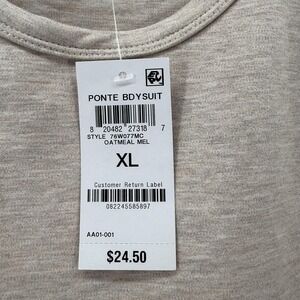 PONTE BDYSUIT
8 20482 27318 7
STYLE 76W077MC
OATMEAL MEL
XL
Customer Return Label
082245585897
AA01-001
$24.50